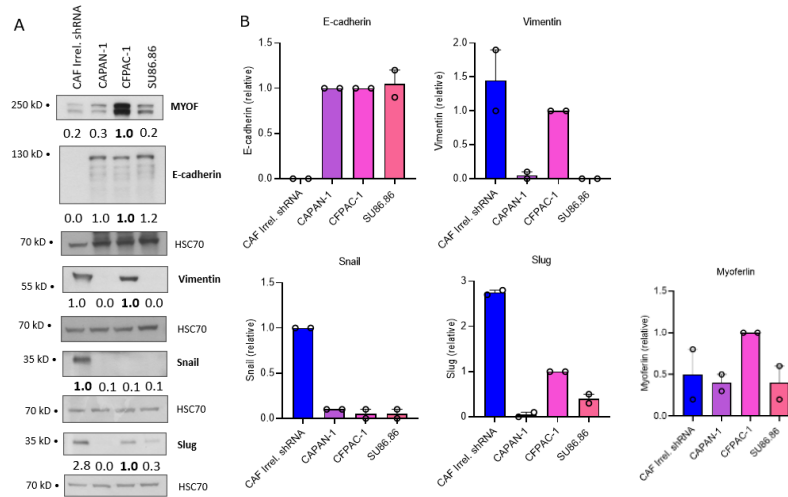 A
CAF Irrel. shRNA
CAPAN-1
CFPAC-1
SU86.86
250 kD • MYOF
0.2 0.3 1.0 0.2
130 kD •
E-cadherin
0.0 1.0 1.0 1.2
70 kD • HSC70
Vimentin
55 kD •
1.0 0.0 1.0 0.0
70 kD • HSC70
35 kD • Snail
1.0 0.1 0.1 0.1
70 kD • HSC70
35 kD • Slug
2.8 0.0 1.0 0.3
70 kD • HSC70
B
E-cadherin
E-cadherin (relative)
1.5
1.0
0.5
0.0
CAF Irrel. shRNA
CAPAN-1
CFPAC-1
SU86.86
Vimentin
Vimentin (relative)
2.0
1.5
1.0
0.5
0.0
CAF Irrel. shRNA
CAPAN-1
CFPAC-1
SU86.86
Snail
Snail (relative)
1.5
1.0
0.5
0.0
CAF Irrel. shRNA
CAPAN-1
CFPAC-1
SU86.86
Slug
Slug (relative)
3
2
1
0
CAF Irrel. shRNA
CAPAN-1
CFPAC-1
SU86.86
Myoferlin
Myoferlin (relative)
1.5
1.0
0.5
0.0
CAF Irrel. shRNA
CAPAN-1
CFPAC-1
SU86.86